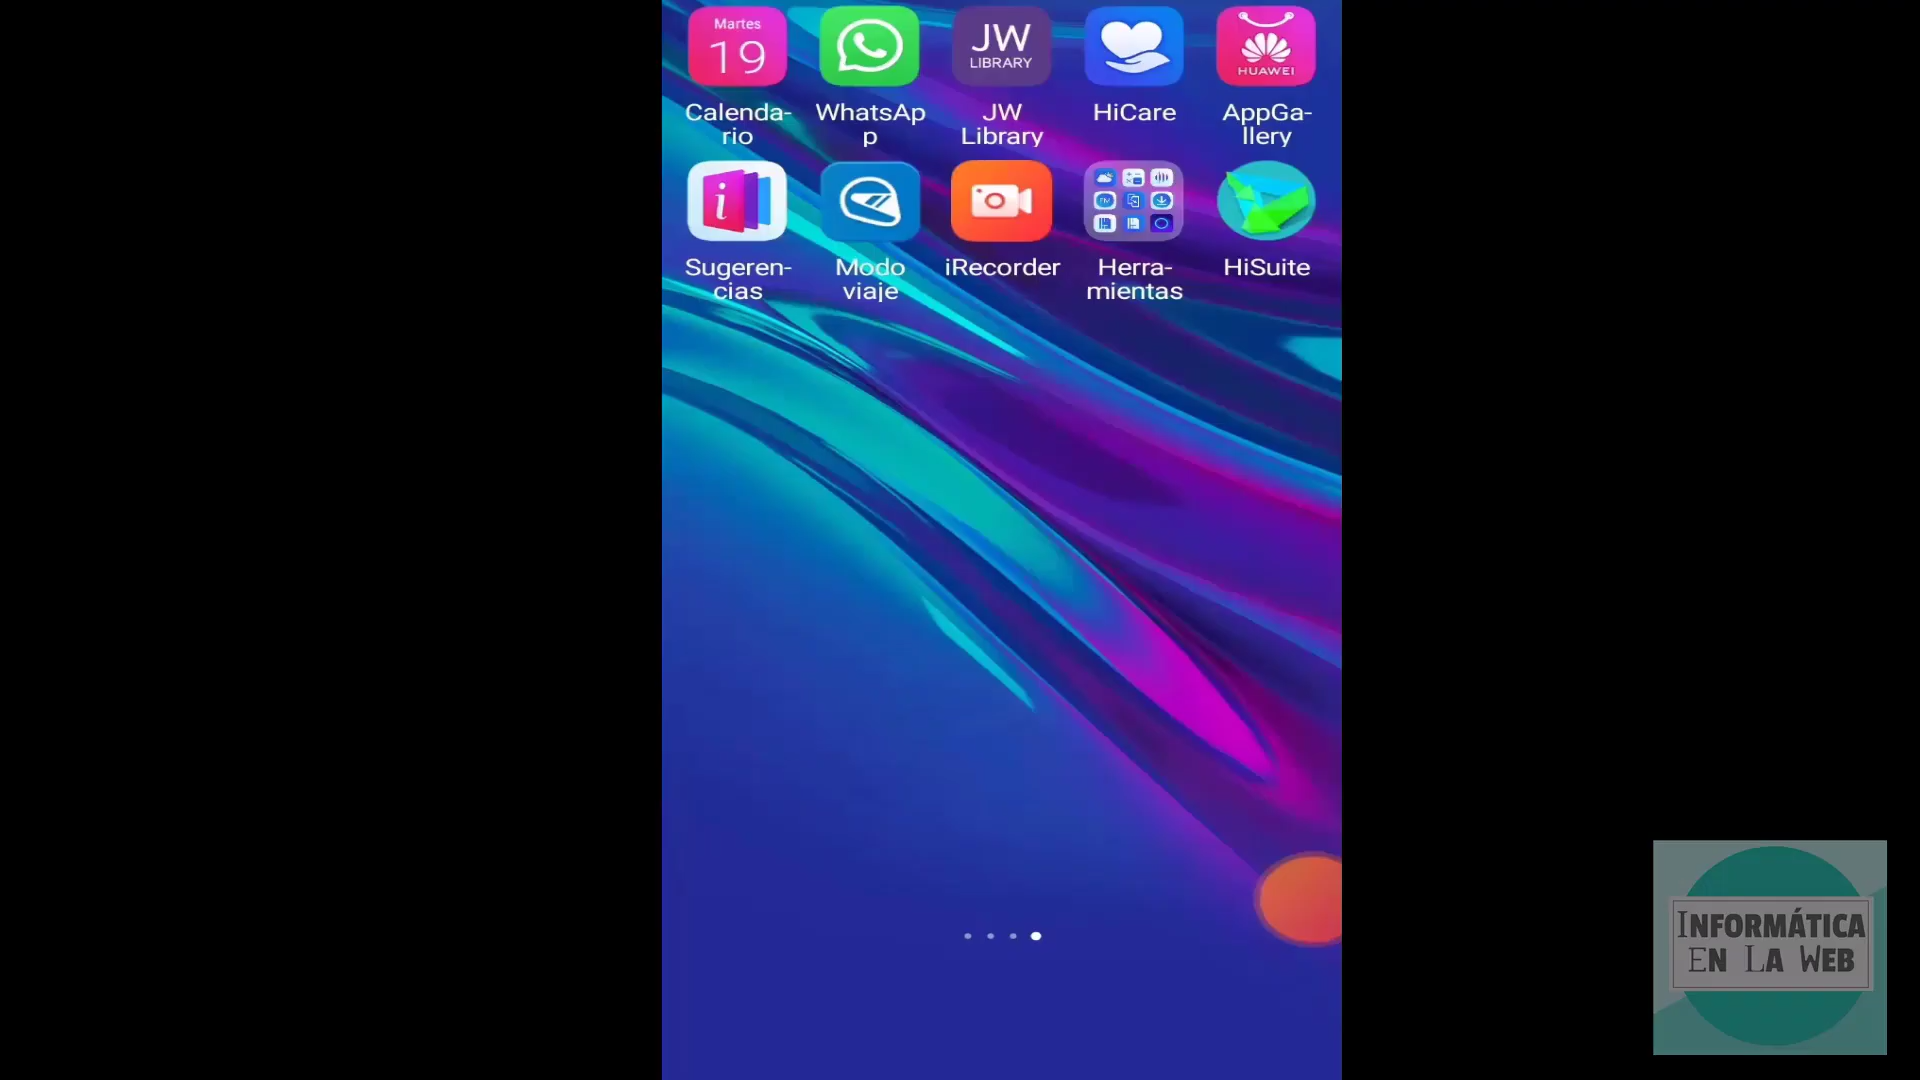 Martes
19
JW
LIBRARY
HUAWEI
Calenda-
rio
WhatsAp
p
JW
Library
HiCare
AppGa-
llery
i
Sugeren-
cias
Modo
viaje
iRecorder
Herra-
mientas
HiSuite
INFORMÁTICA
EN LA WEB